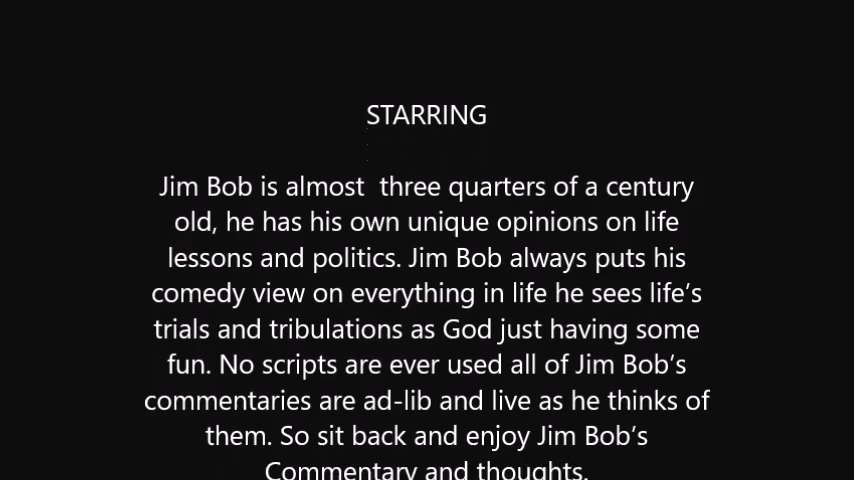 STARRING
Jim Bob is almost  three quarters of a century
old, he has his own unique opinions on life
lessons and politics. Jim Bob always puts his
comedy view on everything in life he sees life’s
trials and tribulations as God just having some
fun. No scripts are ever used all of Jim Bob’s
commentaries are ad-lib and live as he thinks of
them. So sit back and enjoy Jim Bob’s
Commentary and thoughts.